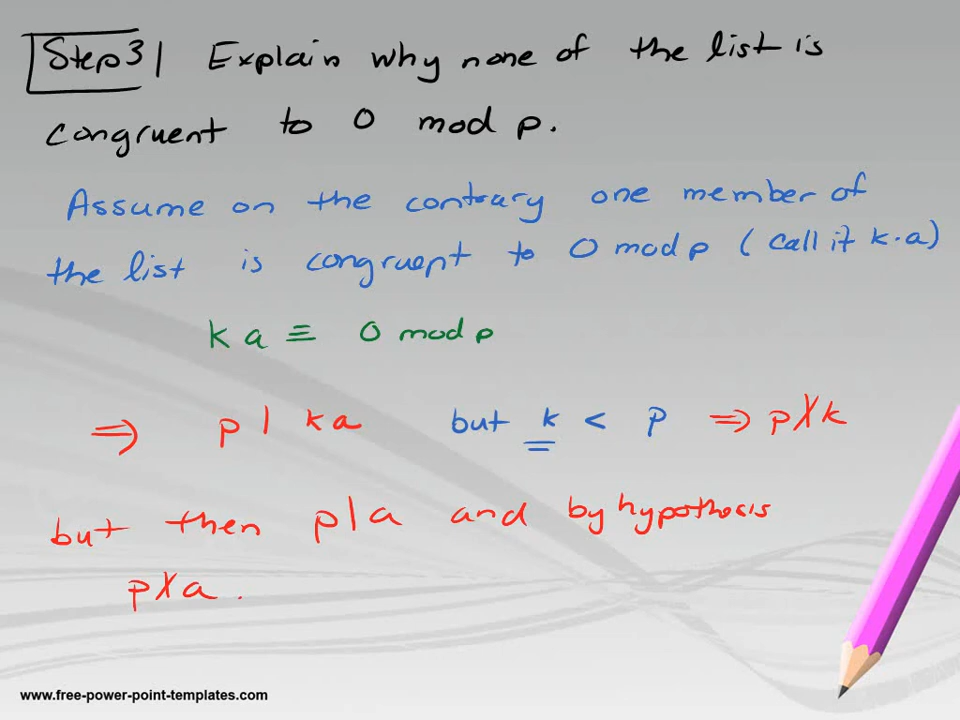 Step 3 Explain why none of the list is
congruent to 0 mod p.
Assume on the contrary one member of
the list is congruent to 0 mod p (call it k·a)
k a ≡ 0 mod p
⇒ p | k a but k < p ⇒ p∤k
but then p|a and by hypothesis
p∤a.
www.free-power-point-templates.com